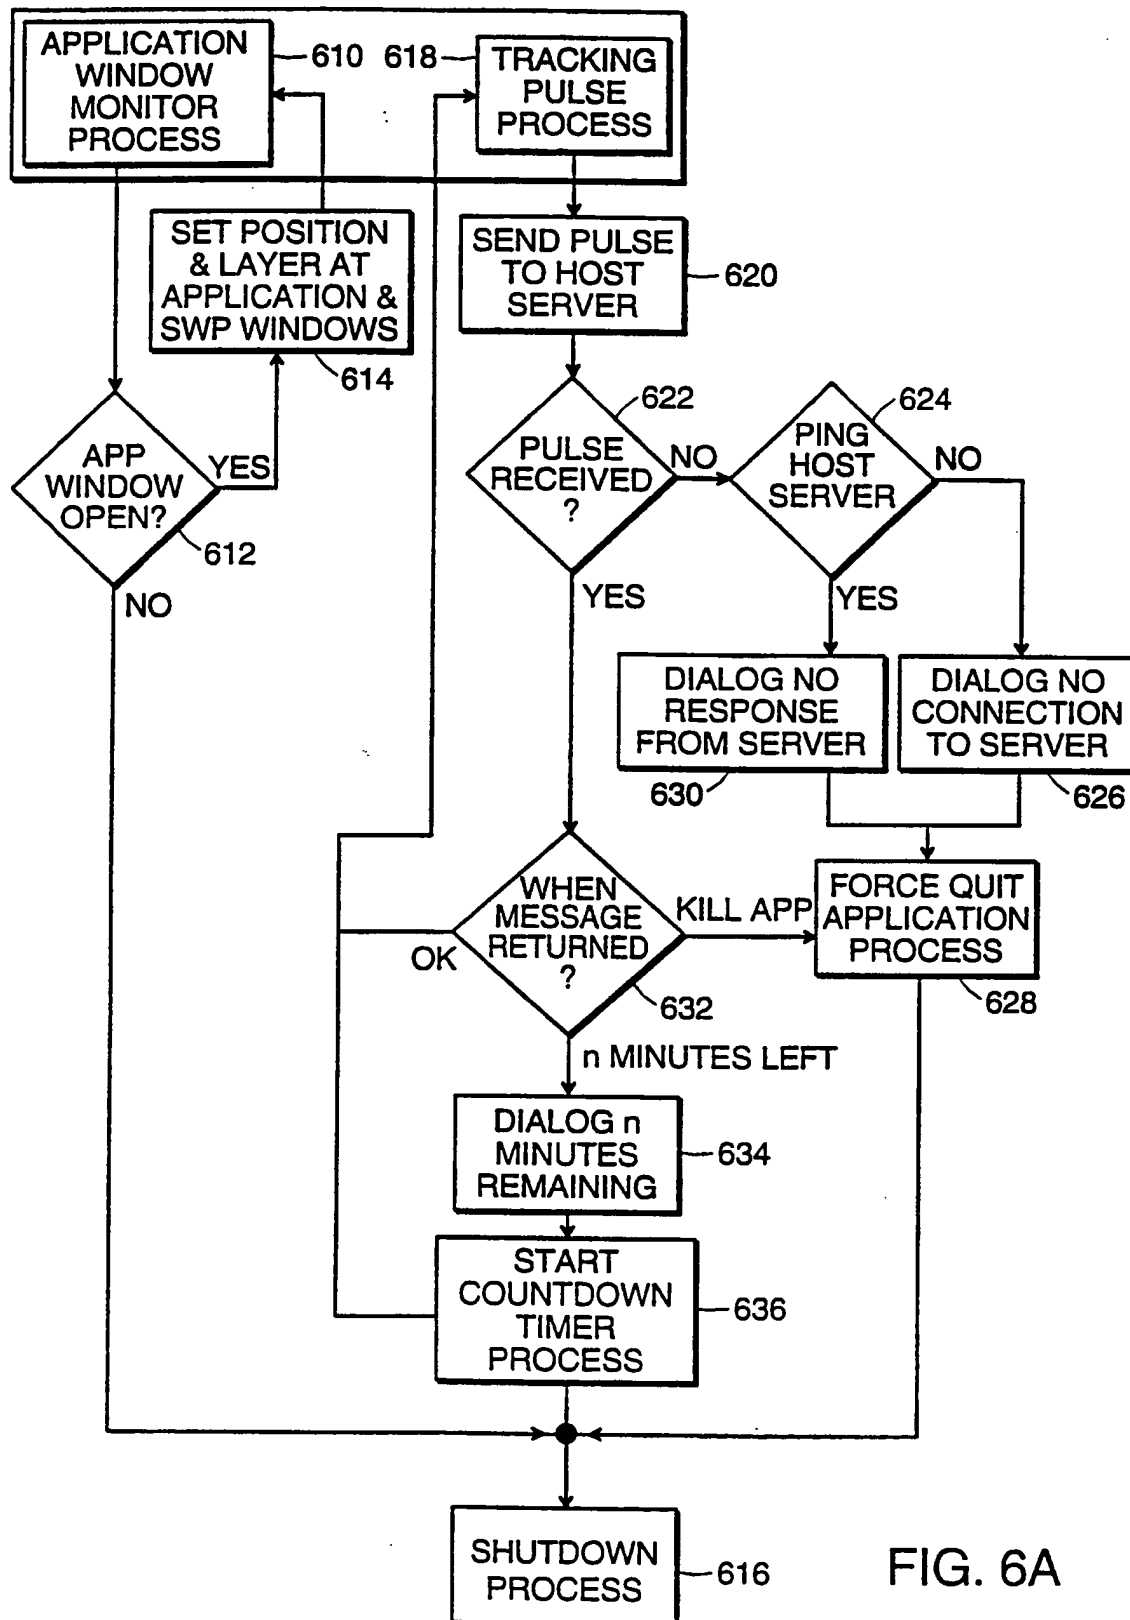 APPLICATION
WINDOW
MONITOR
PROCESS
610
618
TRACKING
PULSE
PROCESS
SET POSITION
& LAYER AT
APPLICATION &
SWP WINDOWS
614
SEND PULSE
TO HOST
SERVER
620
APP
WINDOW
OPEN?
YES
612
NO
PULSE
RECEIVED
?
622
NO
YES
PING
HOST
SERVER
624
NO
YES
DIALOG NO
RESPONSE
FROM SERVER
630
DIALOG NO
CONNECTION
TO SERVER
626
WHEN
MESSAGE
RETURNED
?
OK
KILL APP
632
n MINUTES LEFT
FORCE QUIT
APPLICATION
PROCESS
628
DIALOG n
MINUTES
REMAINING
634
START
COUNTDOWN
TIMER
PROCESS
636
SHUTDOWN
PROCESS
616
FIG. 6A